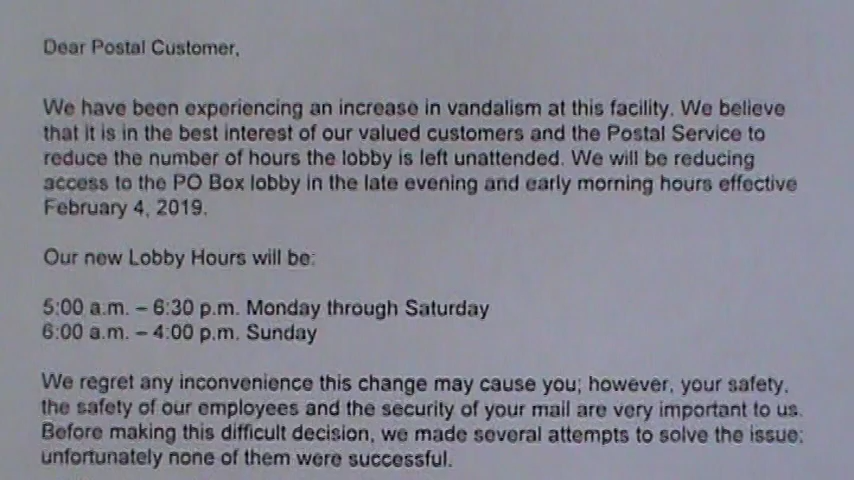 Dear Postal Customer,
We have been experiencing an increase in vandalism at this facility. We believe
that it is in the best interest of our valued customers and the Postal Service to
reduce the number of hours the lobby is left unattended. We will be reducing
access to the PO Box lobby in the late evening and early morning hours effective
February 4, 2019.
Our new Lobby Hours will be:
5:00 a.m. – 6:30 p.m. Monday through Saturday
6:00 a.m. – 4:00 p.m. Sunday
We regret any inconvenience this change may cause you; however, your safety,
the safety of our employees and the security of your mail are very important to us.
Before making this difficult decision, we made several attempts to solve the issue;
unfortunately none of them were successful.